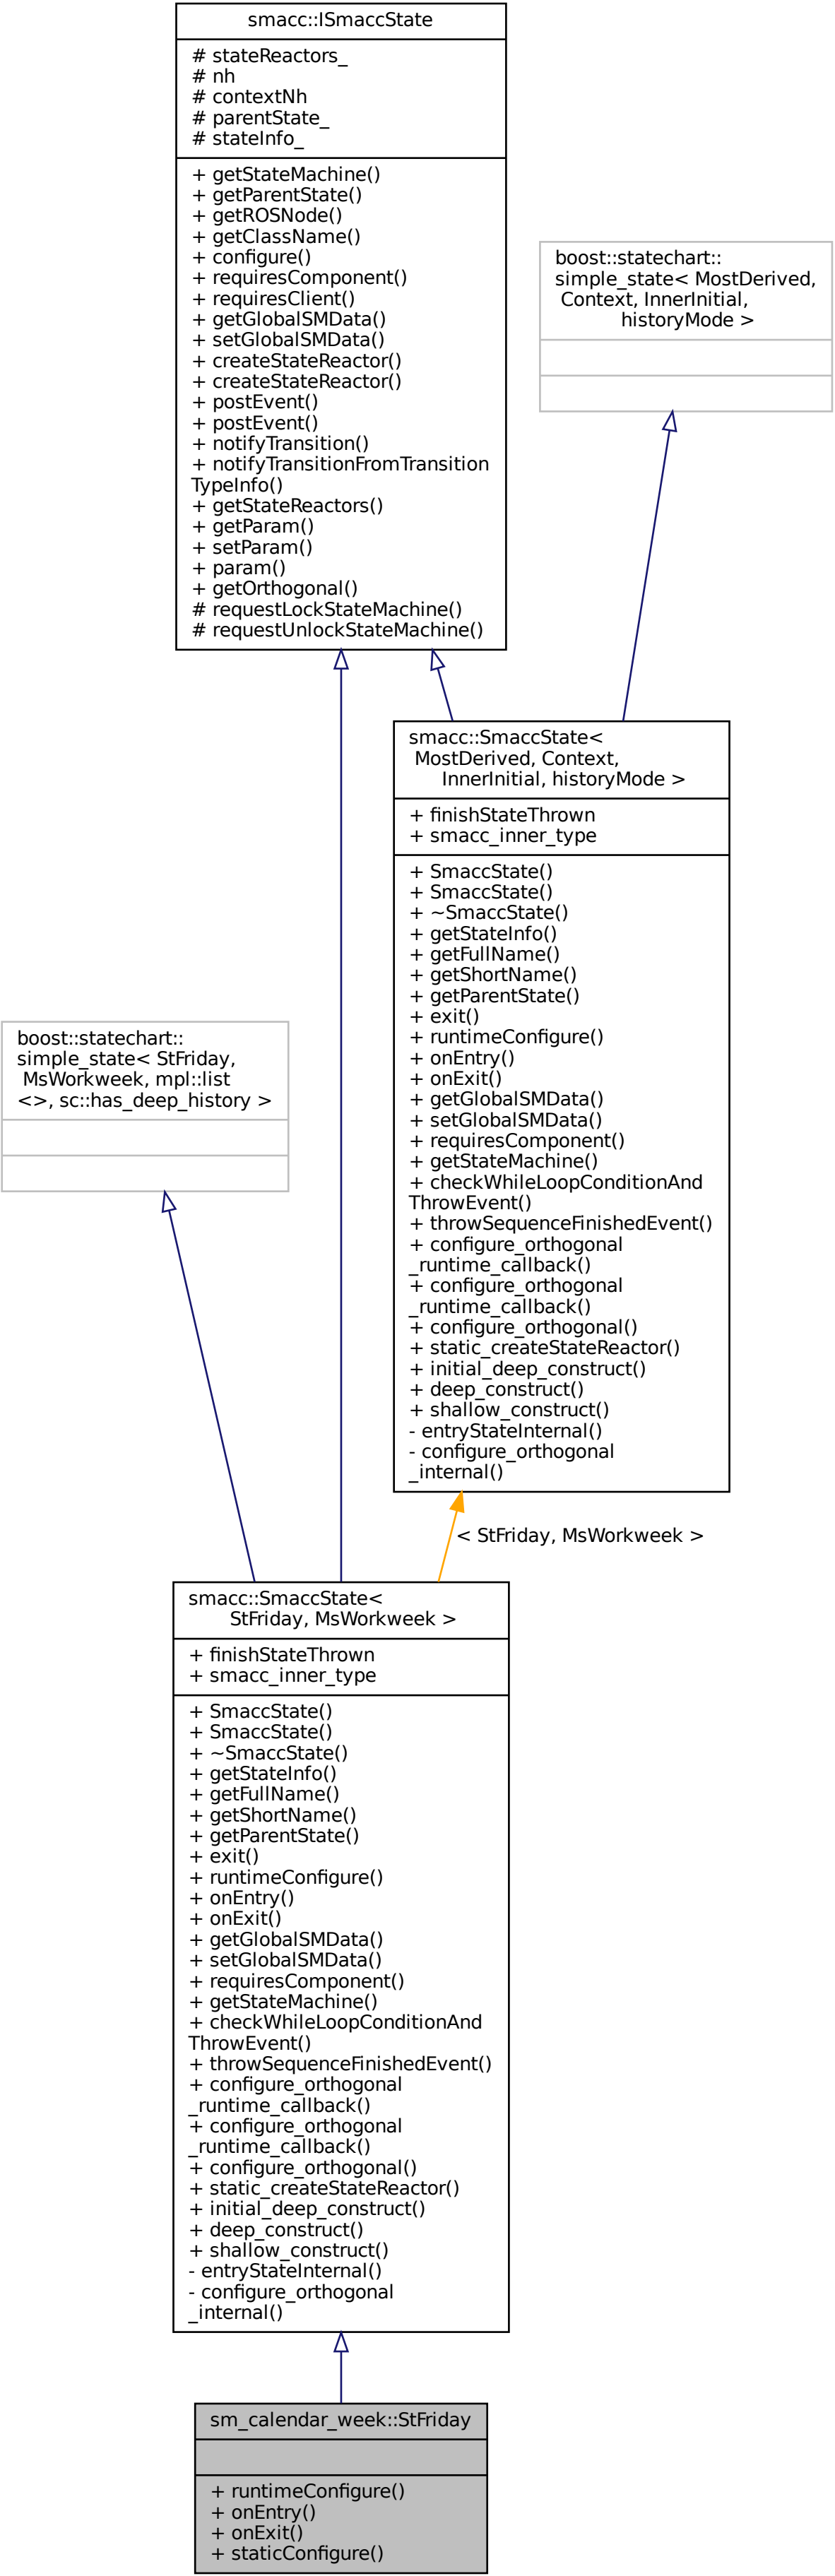 smacc::ISmaccState
# stateReactors_
# nh
# contextNh
# parentState_
# stateInfo_
+ getStateMachine()
+ getParentState()
+ getROSNode()
+ getClassName()
+ configure()
+ requiresComponent()
+ requiresClient()
+ getGlobalSMData()
+ setGlobalSMData()
+ createStateReactor()
+ createStateReactor()
+ postEvent()
+ postEvent()
+ notifyTransition()
+ notifyTransitionFromTransition
TypeInfo()
+ getStateReactors()
+ getParam()
+ setParam()
+ param()
+ getOrthogonal()
# requestLockStateMachine()
# requestUnlockStateMachine()
boost::statechart::
simple_state< MostDerived,
Context, InnerInitial,
historyMode >
smacc::SmaccState<
MostDerived, Context,
InnerInitial, historyMode >
+ finishStateThrown
+ smacc_inner_type
+ SmaccState()
+ SmaccState()
+ ~SmaccState()
+ getStateInfo()
+ getFullName()
+ getShortName()
+ getParentState()
+ exit()
+ runtimeConfigure()
+ onEntry()
+ onExit()
+ getGlobalSMData()
+ setGlobalSMData()
+ requiresComponent()
+ getStateMachine()
+ checkWhileLoopConditionAnd
ThrowEvent()
+ throwSequenceFinishedEvent()
+ configure_orthogonal
_runtime_callback()
+ configure_orthogonal
_runtime_callback()
+ configure_orthogonal()
+ static_createStateReactor()
+ initial_deep_construct()
+ deep_construct()
+ shallow_construct()
- entryStateInternal()
- configure_orthogonal
_internal()
boost::statechart::
simple_state< StFriday,
MsWorkweek, mpl::list
<>, sc::has_deep_history >
< StFriday, MsWorkweek >
smacc::SmaccState<
StFriday, MsWorkweek >
+ finishStateThrown
+ smacc_inner_type
+ SmaccState()
+ SmaccState()
+ ~SmaccState()
+ getStateInfo()
+ getFullName()
+ getShortName()
+ getParentState()
+ exit()
+ runtimeConfigure()
+ onEntry()
+ onExit()
+ getGlobalSMData()
+ setGlobalSMData()
+ requiresComponent()
+ getStateMachine()
+ checkWhileLoopConditionAnd
ThrowEvent()
+ throwSequenceFinishedEvent()
+ configure_orthogonal
_runtime_callback()
+ configure_orthogonal
_runtime_callback()
+ configure_orthogonal()
+ static_createStateReactor()
+ initial_deep_construct()
+ deep_construct()
+ shallow_construct()
- entryStateInternal()
- configure_orthogonal
_internal()
sm_calendar_week::StFriday
+ runtimeConfigure()
+ onEntry()
+ onExit()
+ staticConfigure()